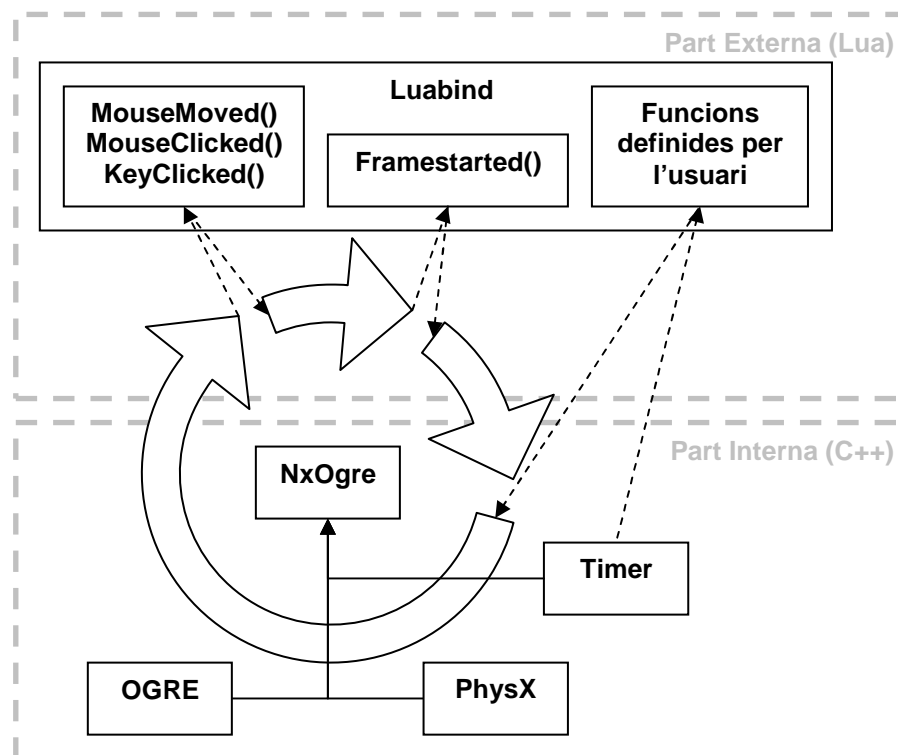 Part Externa (Lua)
Luabind
MouseMoved()
MouseClicked()
KeyClicked()
Framestarted()
Funcions
definides per
l’usuari
Part Interna (C++)
NxOgre
Timer
OGRE
PhysX